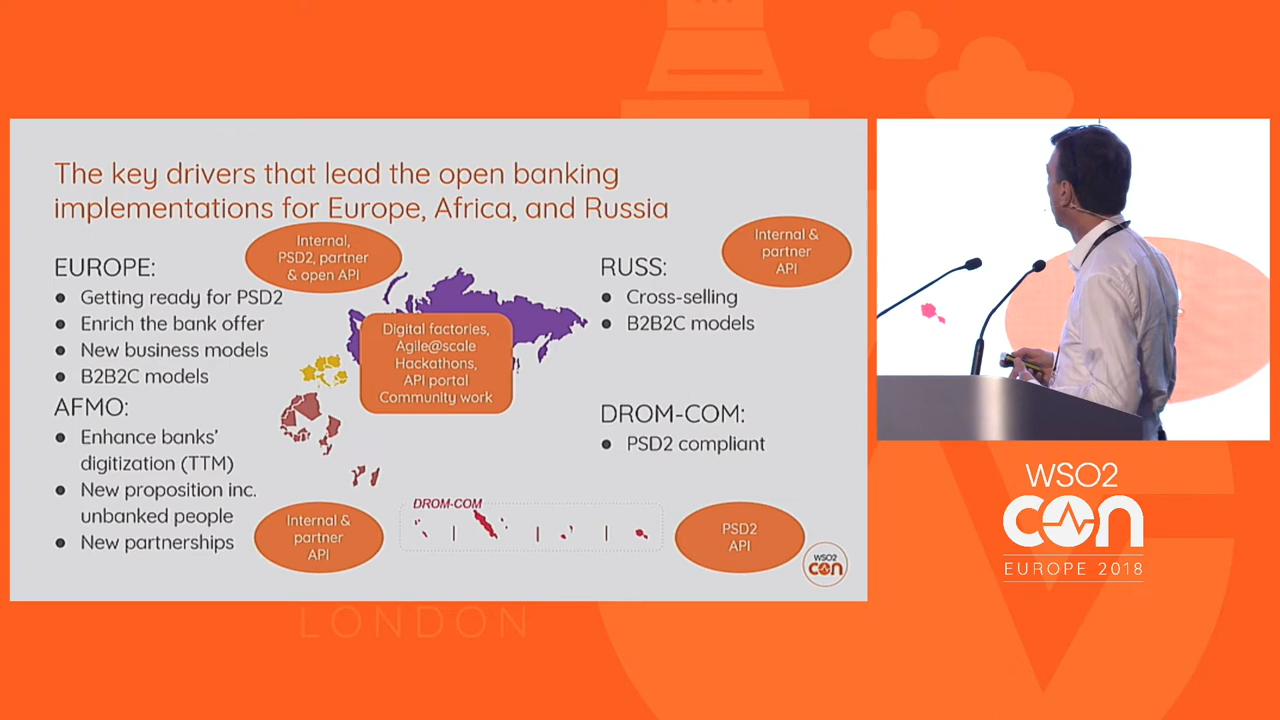 The key drivers that lead the open banking
implementations for Europe, Africa, and Russia
Internal,
PSD2, partner
& open API
EUROPE:
● Getting ready for PSD2
● Enrich the bank offer
● New business models
● B2B2C models
AFMO:
● Enhance banks’
digitization (TTM)
● New proposition inc.
unbanked people
● New partnerships
Internal &
partner
API
Digital factories,
Agile@scale
Hackathons,
API portal
Community work
DROM-COM
Internal &
partner
API
RUSS:
● Cross-selling
● B2B2C models
DROM-COM:
● PSD2 compliant
PSD2
API
WSO2
CON
WSO2
CON
EUROPE 2018
LONDON